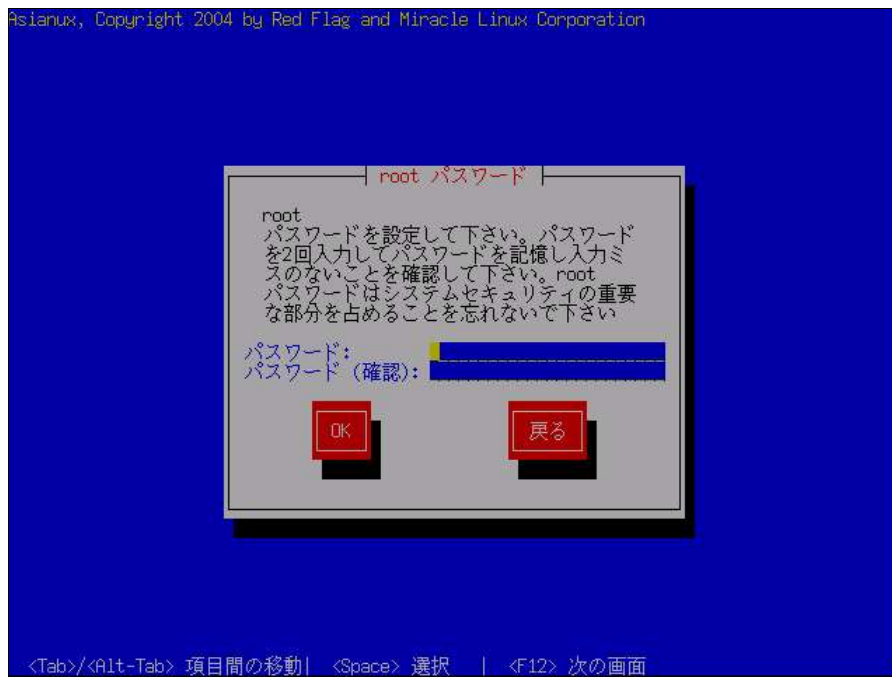 Asianux, Copyright 2004 by Red Flag and Miracle Linux Corporation
root パスワード
root
パスワードを設定して下さい。パスワード
を2回入力してパスワードを記憶し入力ミ
スのないことを確認して下さい。root
パスワードはシステムセキュリティの重要
な部分を占めることを忘れないで下さい
パスワード:
パスワード (確認):
OK 戻る
<Tab>/<Alt-Tab> 項目間の移動| <Space> 選択 | <F12> 次の画面